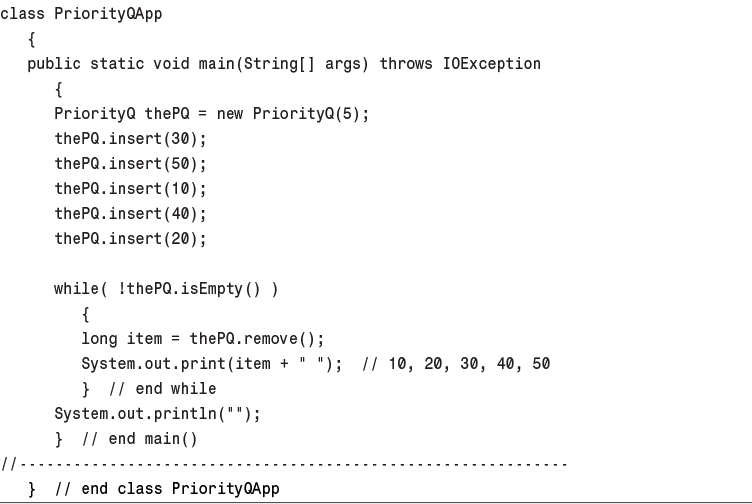 class PriorityQApp
   {
   public static void main(String[] args) throws IOException
      {
      PriorityQ thePQ = new PriorityQ(5);
      thePQ.insert(30);
      thePQ.insert(50);
      thePQ.insert(10);
      thePQ.insert(40);
      thePQ.insert(20);

      while( !thePQ.isEmpty() )
         {
         long item = thePQ.remove();
         System.out.print(item + " ");  // 10, 20, 30, 40, 50
         }  // end while
      System.out.println("");
      }  // end main()
//-------------------------------------------------------------
   }  // end class PriorityQApp